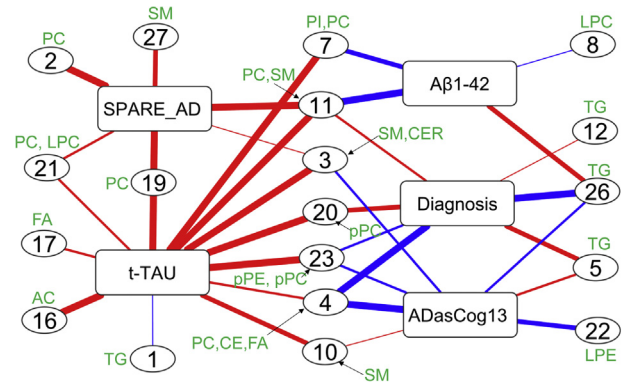 SM
PI,PC
LPC
PC
27
7
8
2
PC,SM
Aβ1-42
SPARE_AD
11
TG
SM,CER
12
PC, LPC
3
TG
21
PC
19
26
FA
20
Diagnosis
pPC
17
23
TG
t-TAU
pPE, pPC
5
AC
4
ADasCog13
16
PC,CE,FA
22
TG
1
10
LPE
SM